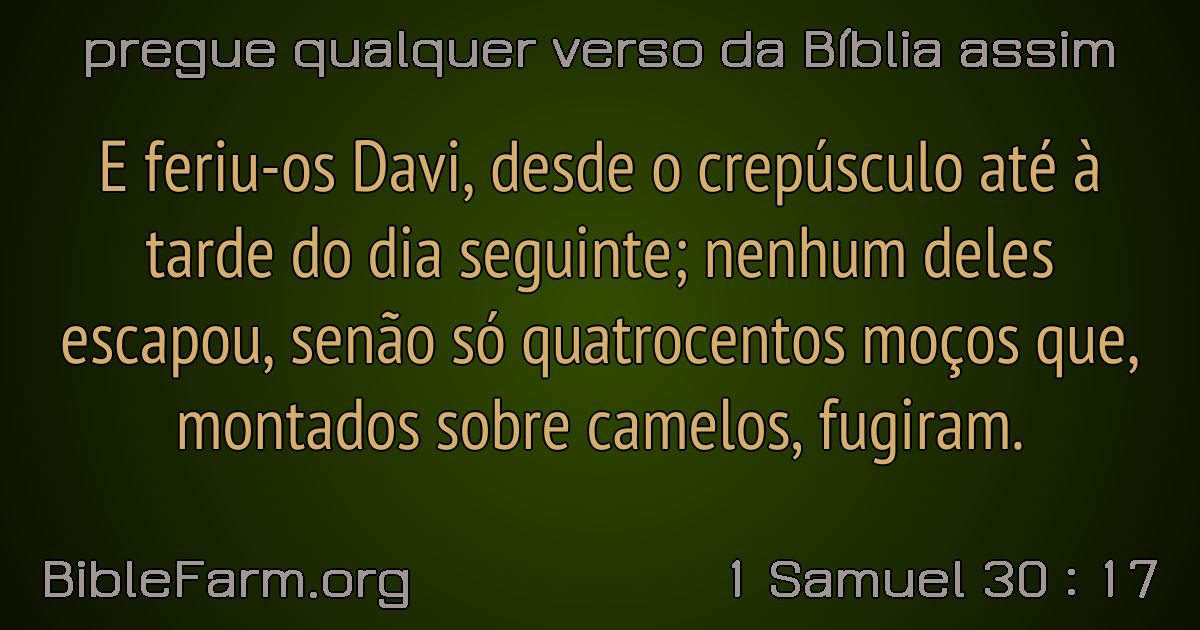 pregue qualquer verso da Bíblia assim
E feriu-os Davi, desde o crepúsculo até à
tarde do dia seguinte; nenhum deles
escapou, senão só quatrocentos moços que,
montados sobre camelos, fugiram.
BibleFarm.org 1 Samuel 30 : 17